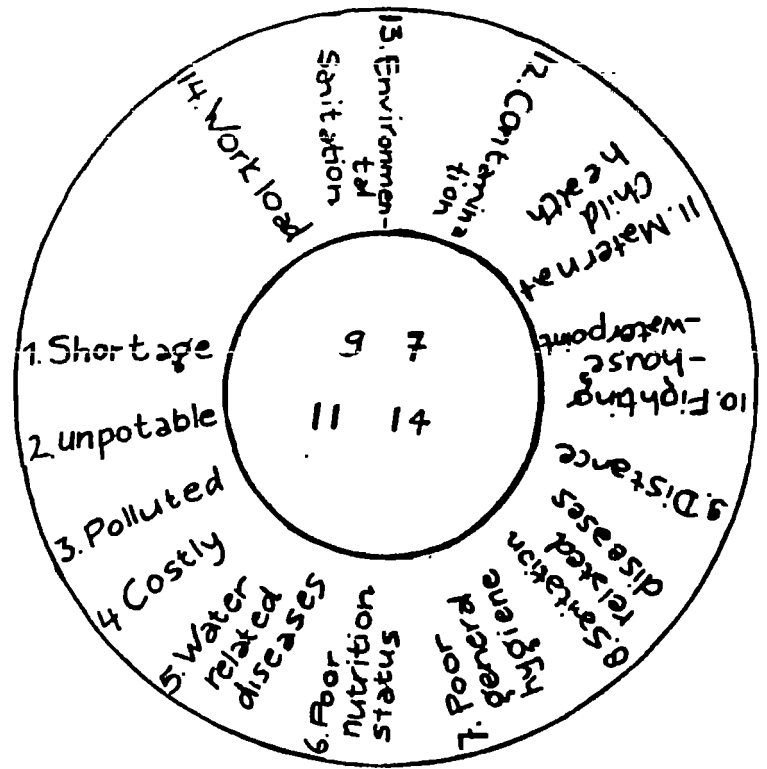 1. Shortage
2. unpotable
3. Polluted
4 Costly
5. Water
related
diseases
6. Poor
nutrition
status
7. Poor
general
hygiene
8. Sanitation
related
diseases
9. Distance
10. Fighting
-house
-waterpoint
11. Maternat
Child
health
12. Contamina
tion
13. Environmen-
tal
Sanitation
14. Work load
9 7
11 14